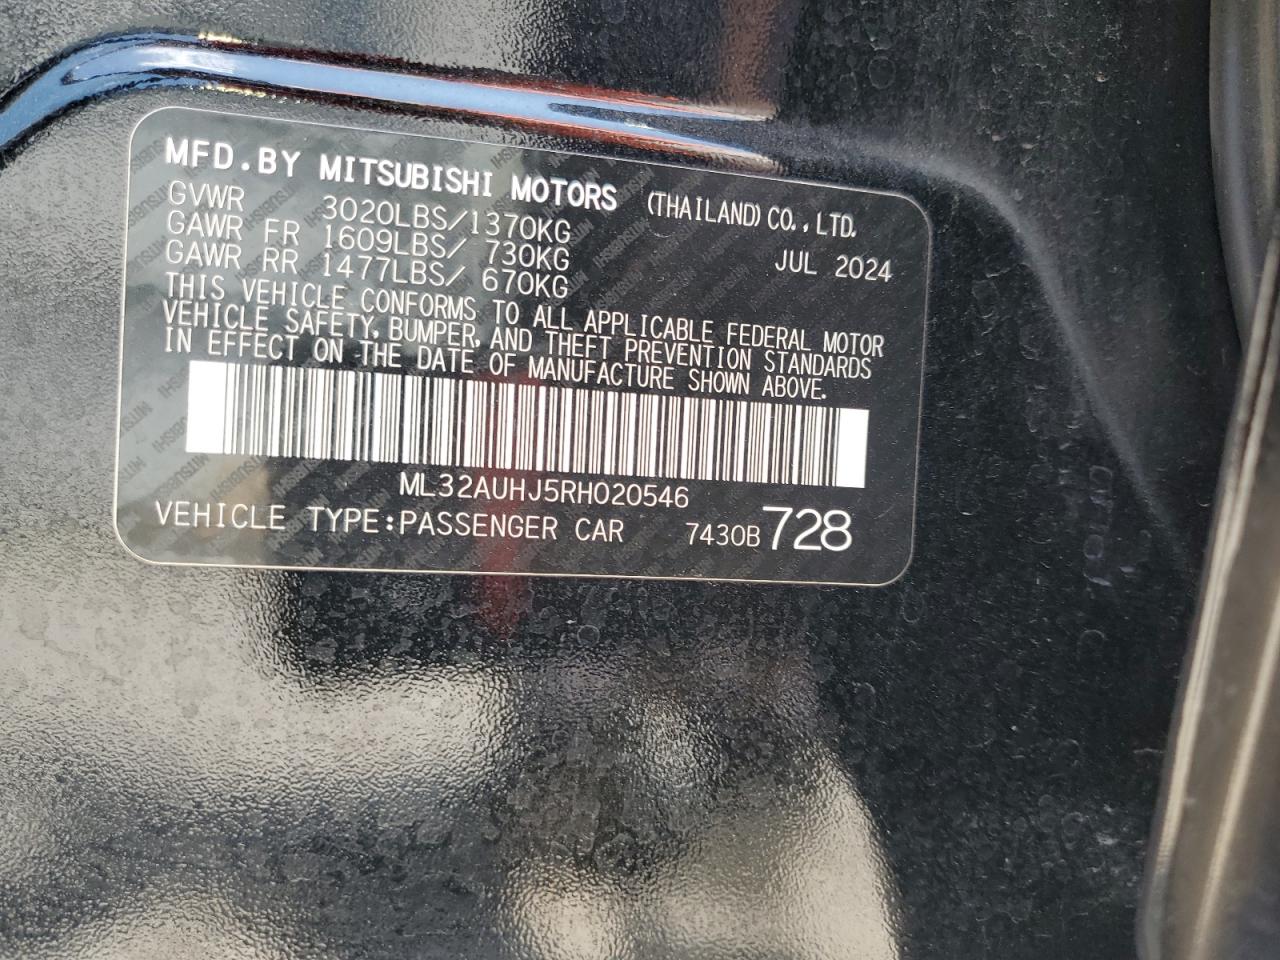 MFD.BY MITSUBISHI MOTORS (THAILAND) CO.,LTD.
GVWR 3020LBS/1370KG
GAWR FR 1609LBS/ 730KG JUL 2024
GAWR RR 1477LBS/ 670KG
THIS VEHICLE CONFORMS TO ALL APPLICABLE FEDERAL MOTOR
VEHICLE SAFETY, BUMPER, AND THEFT PREVENTION STANDARDS
IN EFFECT ON THE DATE OF MANUFACTURE SHOWN ABOVE.
ML32AUHJ5RH020546
VEHICLE TYPE:PASSENGER CAR 7430B728